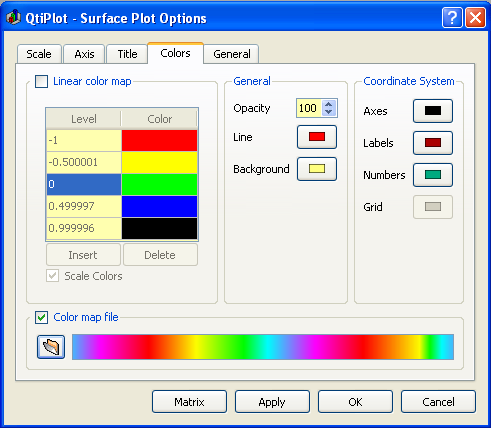 QtiPlot - Surface Plot Options
Scale Axis Title Colors General
Linear color map
Level Color
-1
-0.500001
0
0.499997
0.999996
Insert Delete
Scale Colors
General
Opacity 100
Line
Background
Coordinate System
Axes
Labels
Numbers
Grid
Color map file
Matrix Apply OK Cancel